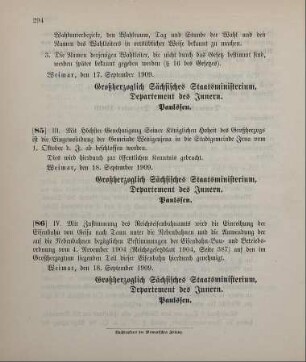 294
Wahlunterbezirke, den Wahlraum, Tag und Stunde der Wahl und den
Namen des Wahlleiters in ortsüblicher Weise bekannt zu machen.
3. Die Namen derjenigen Wahlleiter, die nicht durch das Gesetz bestimmt sind,
werden später bekannt gegeben werden (§ 16 des Gesetzes).
Weimar, den 17. September 1909.
Großherzoglich Sächsisches Staatsministerium,
Departement des Innern.
Paulssen.
[85] III. Mit Höchster Genehmigung Seiner Königlichen Hoheit des Großherzogs
ist die Eingemeindung der Gemeinde Wenigenjena in die Stadtgemeinde Jena vom
1. Oktober d. J. ab beschlossen worden.
Dies wird hierdurch zur öffentlichen Kenntnis gebracht.
Weimar, den 18. September 1909.
Großherzoglich Sächsisches Staatsministerium,
Departement des Innern.
Paulssen.
[86] IV. Mit Zustimmung des Reichseisenbahnamts wird die Einreihung der
Eisenbahn von Geisa nach Tann unter die Nebenbahnen und die Anwendung der
auf die Nebenbahnen bezüglichen Bestimmungen der Eisenbahn-Bau- und Betriebs-
ordnung vom 4. November 1904 (Reichsgesetzblatt 1904, Seite 387) auf den im
Großherzogtum liegenden Teil dieser Eisenbahn hierdurch genehmigt.
Weimar, den 18. September 1909.
Großherzoglich Sächsisches Staatsministerium,
Departement des Innern.
Paulssen.